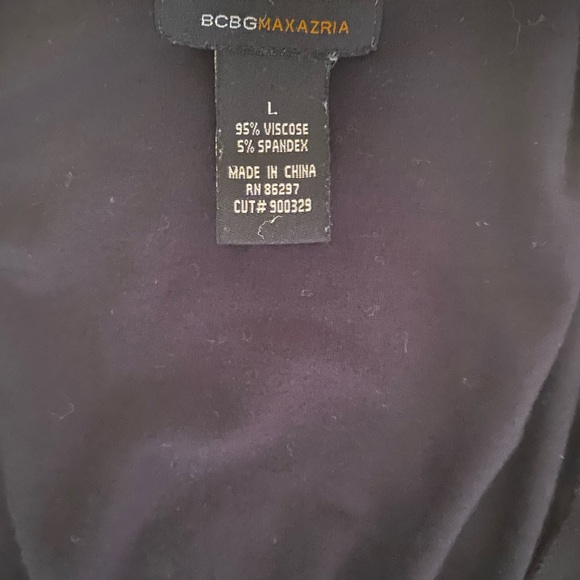 BCBGMAXAZRIA
L
95% VISCOSE
5% SPANDEX
MADE IN CHINA
RN 86297
CUT# 900329